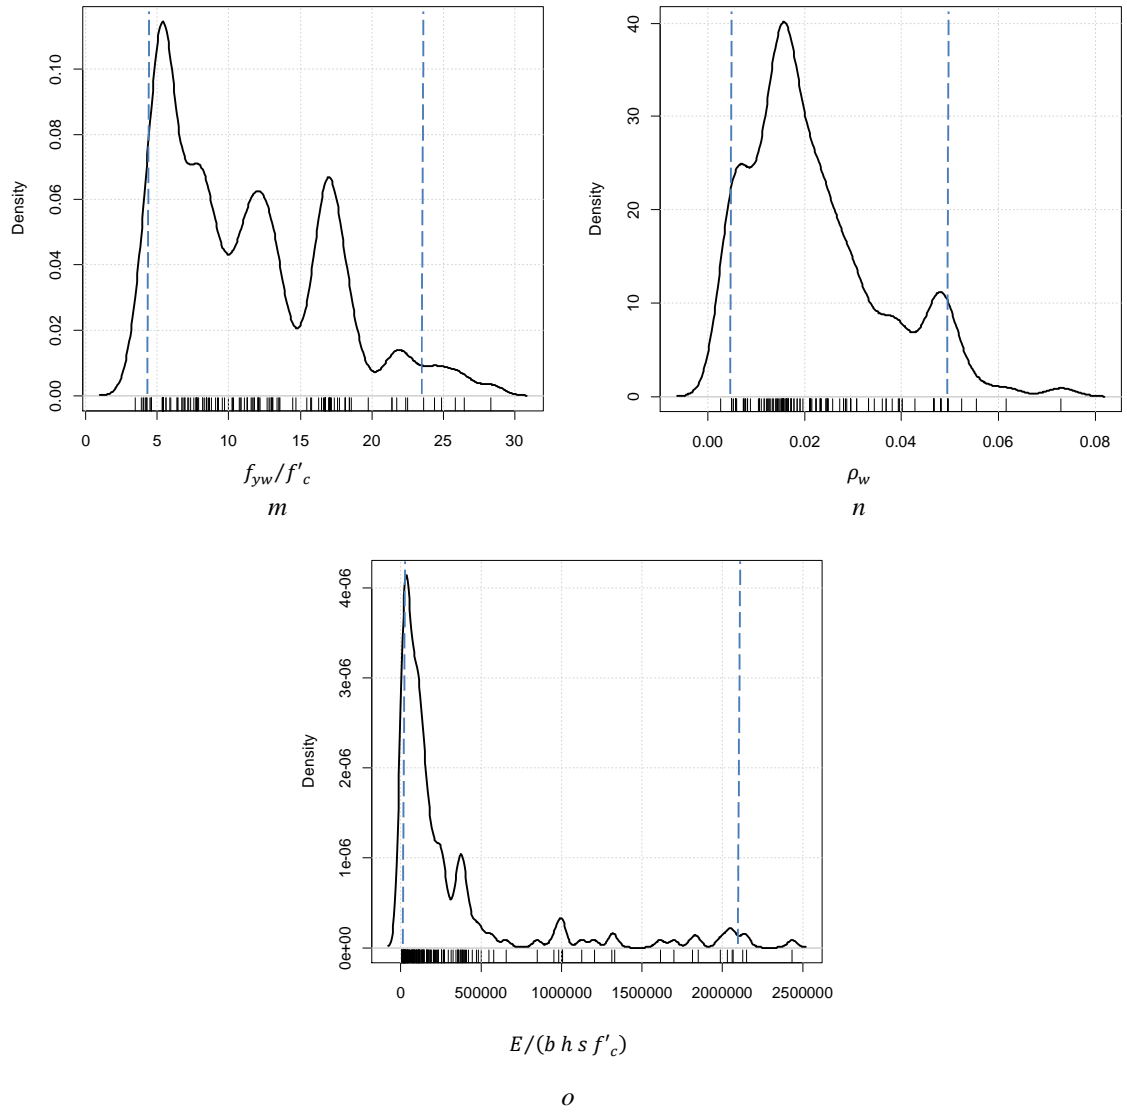 Density
0.00 0.02 0.04 0.06 0.08 0.10
0 5 10 15 20 25 30
f_{yw}/f'_c
m
Density
0 10 20 30 40
0.00 0.02 0.04 0.06 0.08
ρ_w
n
Density
0e+00 1e-06 2e-06 3e-06 4e-06
0 500000 1000000 1500000 2000000 2500000
E/(b h s f'_c)
o